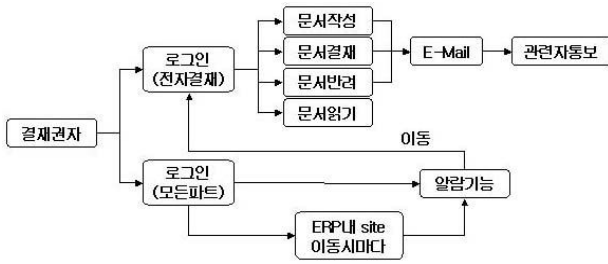 문서작성
로그인
(전자결재)
문서결재
E-Mail
관련자통보
문서반려
문서읽기
결재권자
이동
로그인
(모든파트)
알람기능
ERP내 site
이동시마다